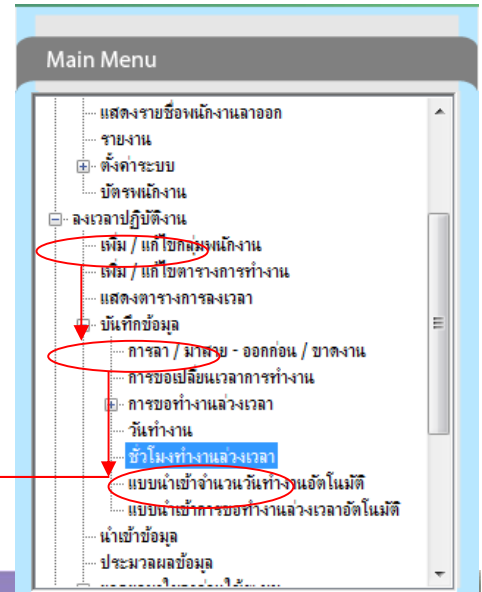 Main Menu
แสดงรายชื่อพนักงานลาออก
รายงาน
ตั้งค่าระบบ
บัตรพนักงาน
ลงเวลาปฏิบัติงาน
เพิ่ม / แก้ไขกลุ่มพนักงาน
เพิ่ม / แก้ไขตารางการทำงาน
แสดงตารางการลงเวลา
บันทึกข้อมูล
การลา / มาสาย - ออกก่อน / ขาดงาน
การขอเปลี่ยนเวลาการทำงาน
การขอทำงานล่วงเวลา
วันทำงาน
ชั่วโมงทำงานล่วงเวลา
แบบนำเข้าจำนวนวันทำงานอัตโนมัติ
แบบนำเข้าการขอทำงานล่วงเวลาอัตโนมัติ
นำเข้าข้อมูล
ประมวลผลข้อมูล